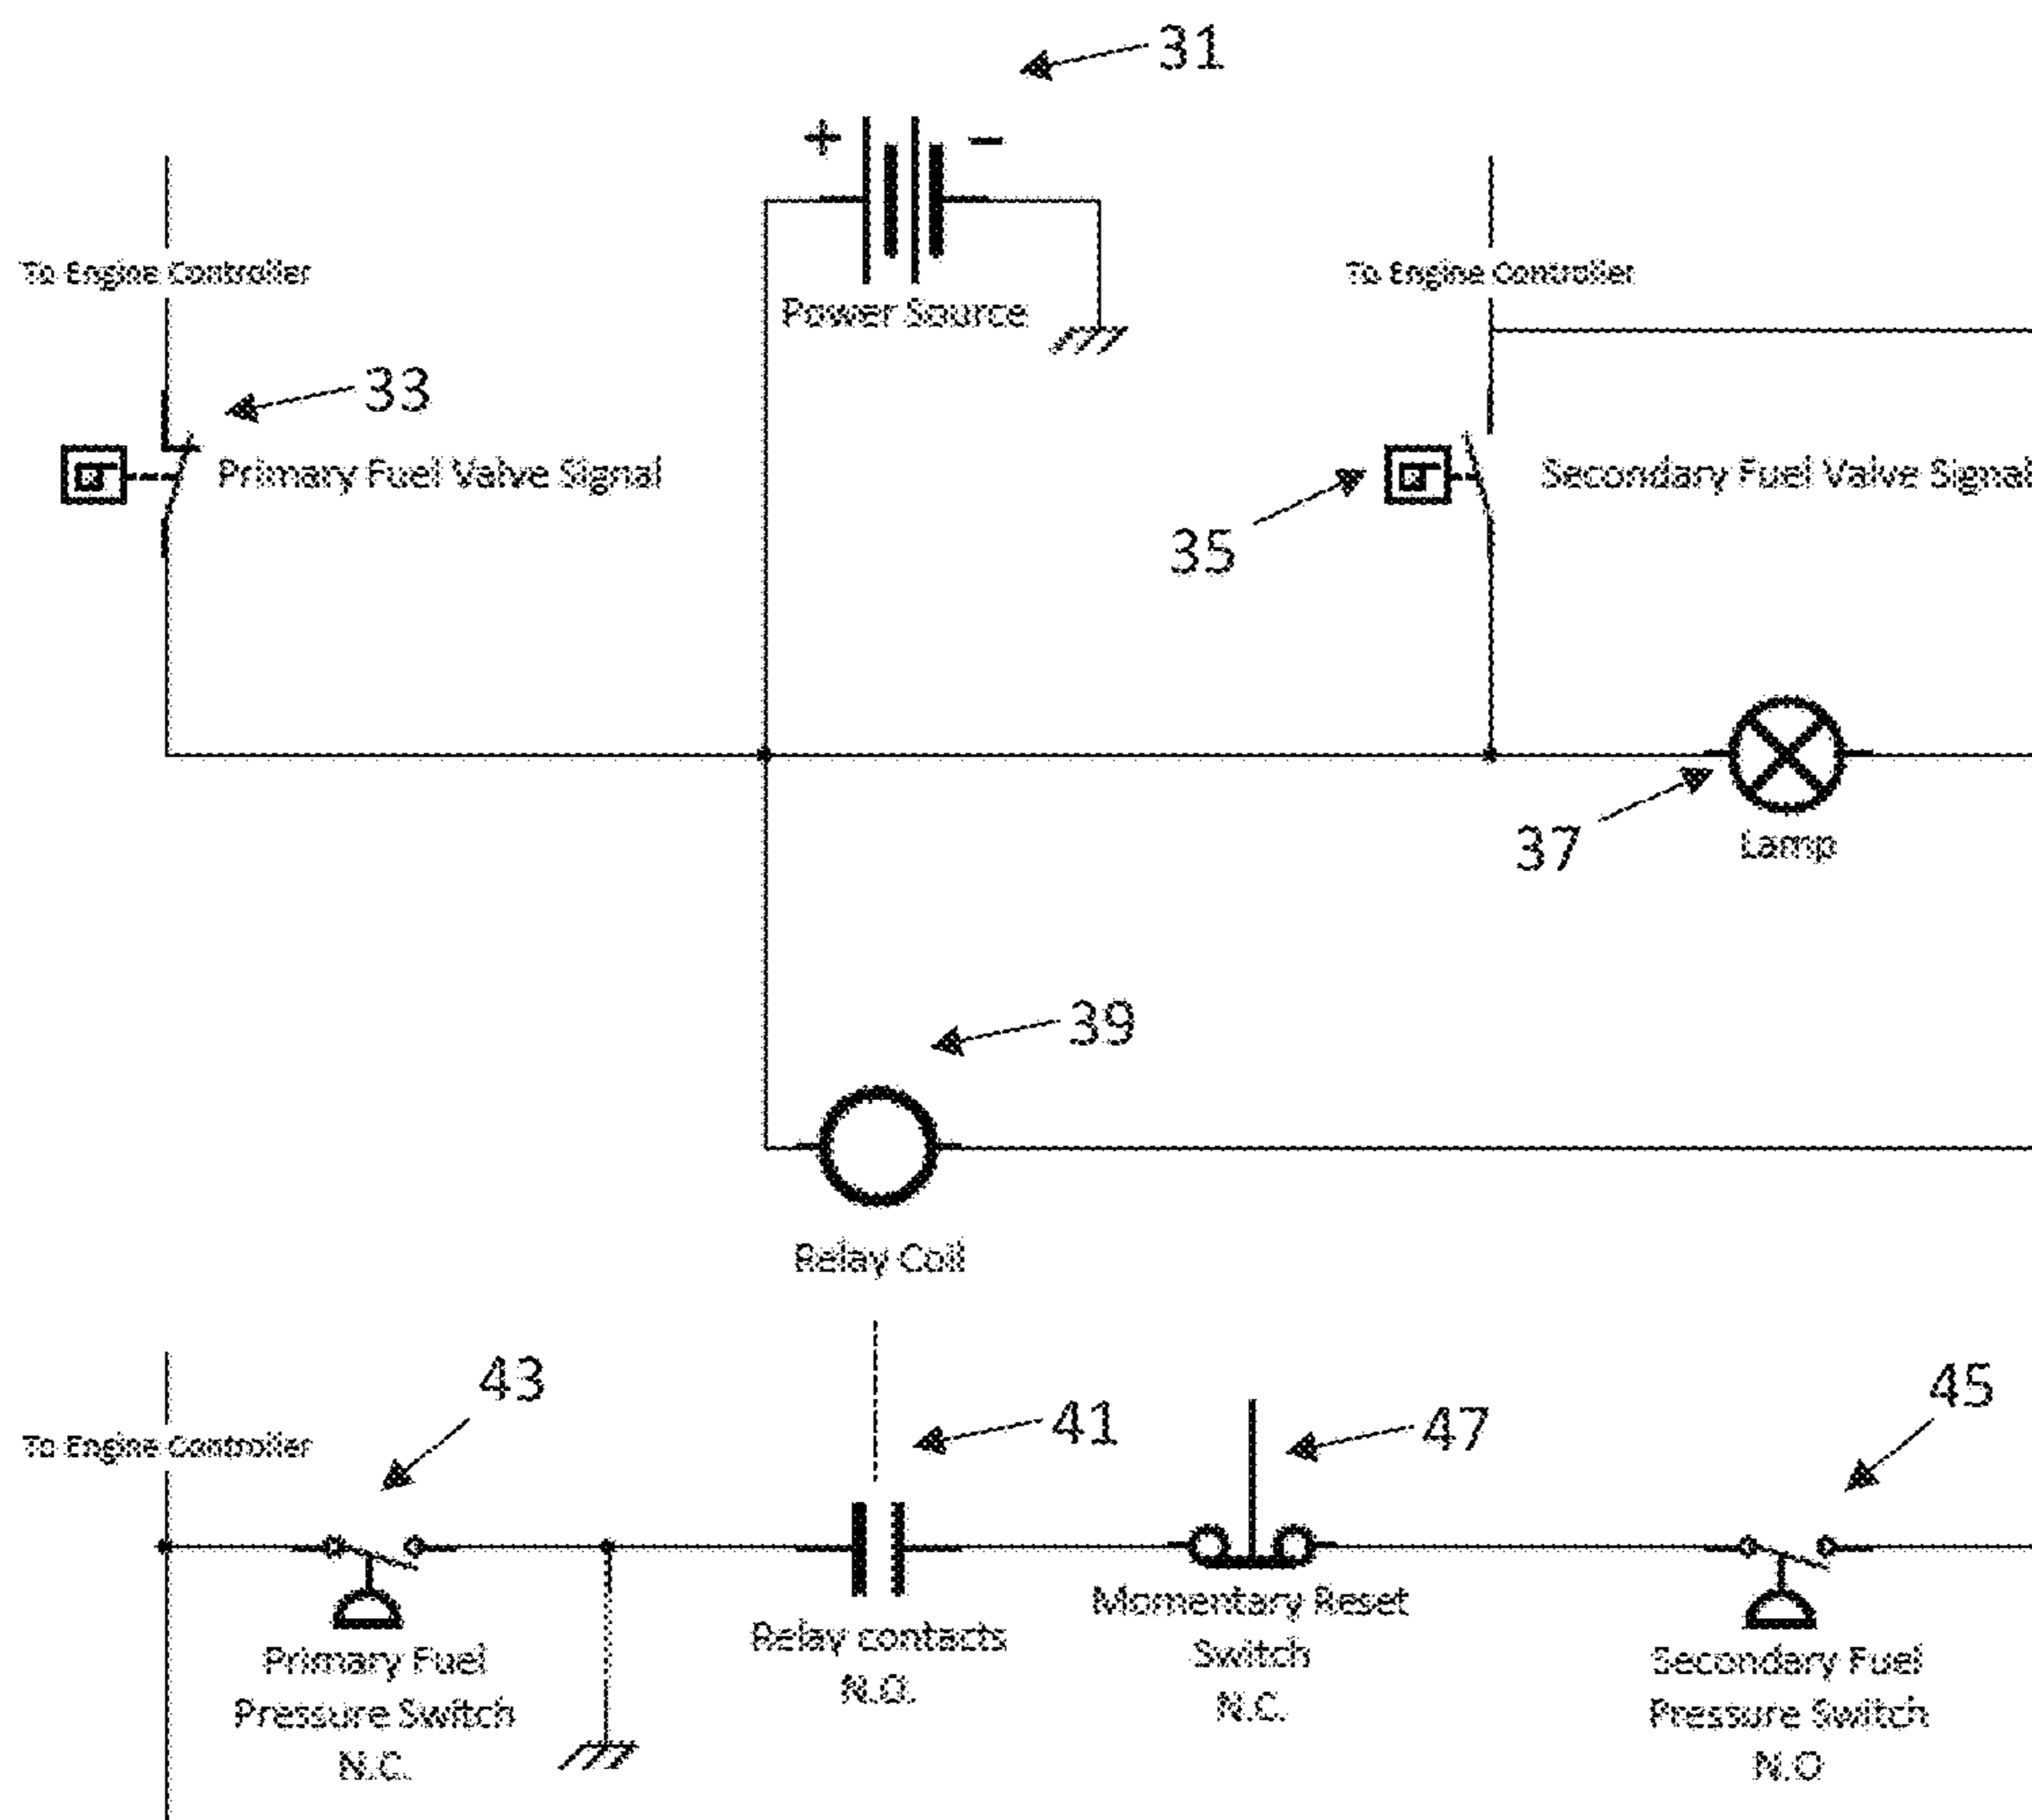 31
+ −
To Engine Controller
To Engine Controller
Power Source
33
Primary Fuel Valve Signal
Secondary Fuel Valve Signal
35
37
Lamp
39
Relay Coil
43
45
41
47
To Engine Controller
Relay contacts
N.O.
Momentary Reset
Switch
N.C.
Primary Fuel
Pressure Switch
N.C.
Secondary Fuel
Pressure Switch
N.O